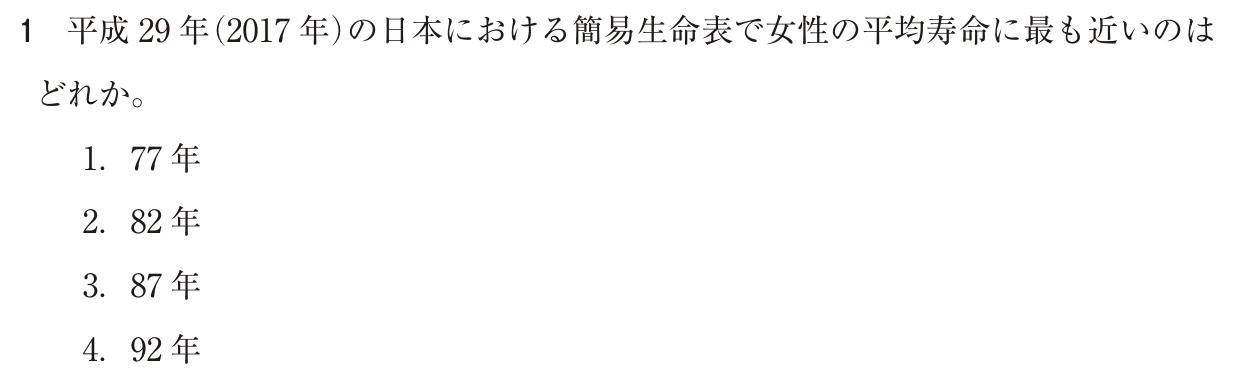 1 平成 29 年(2017 年)の日本における簡易生命表で女性の平均寿命に最も近いのは
どれか。
1. 77 年
2. 82 年
3. 87 年
4. 92 年